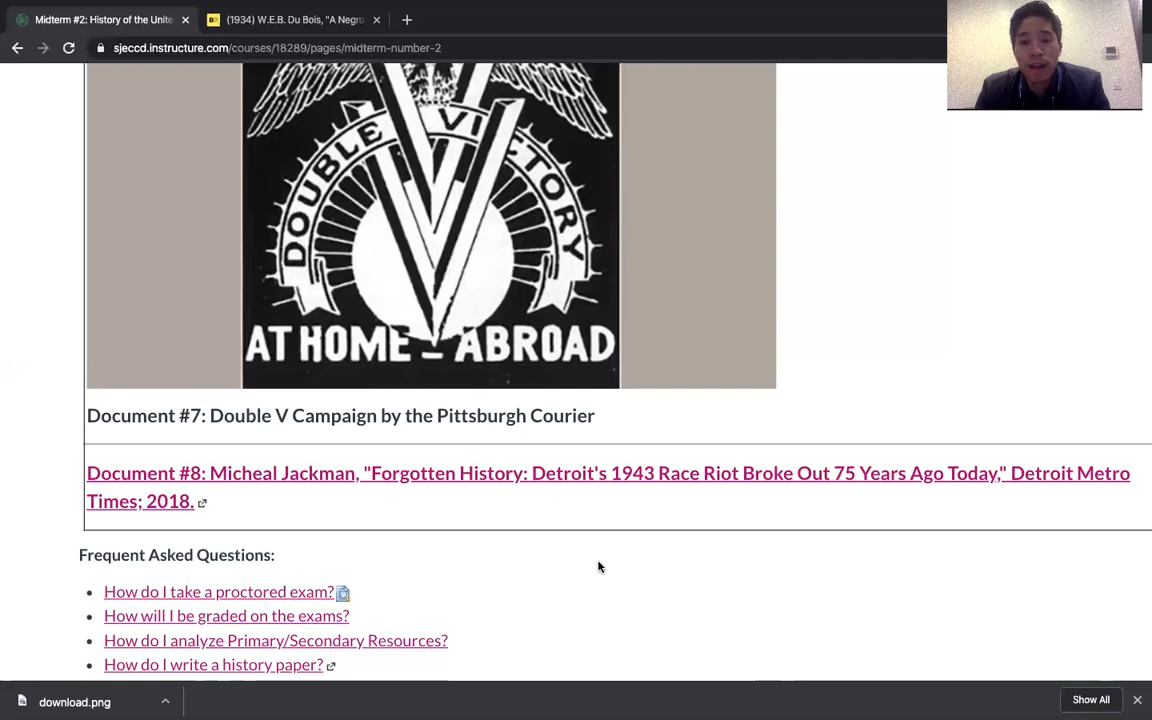 Midterm #2: History of the Unite
(1934) W.E.B. Du Bois, "A Negro
sjeccd.instructure.com/courses/18289/pages/midterm-number-2
DOUBLE VICTORY
AT HOME - ABROAD
Document #7: Double V Campaign by the Pittsburgh Courier
Document #8: Micheal Jackman, "Forgotten History: Detroit's 1943 Race Riot Broke Out 75 Years Ago Today," Detroit Metro
Times; 2018.
Frequent Asked Questions:
How do I take a proctored exam?
How will I be graded on the exams?
How do I analyze Primary/Secondary Resources?
How do I write a history paper?
download.png
Show All